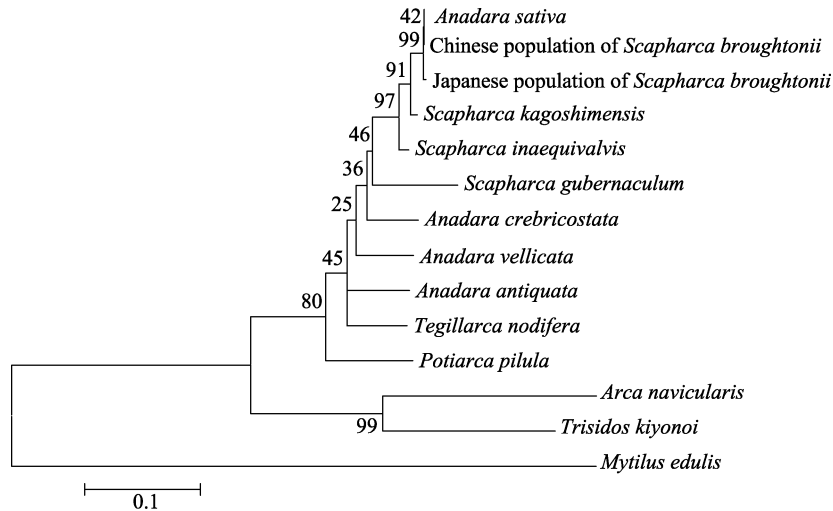 42 Anadara sativa
99 Chinese population of Scapharca broughtonii
91 Japanese population of Scapharca broughtonii
97 Scapharca kagoshimensis
46 Scapharca inaequivalvis
36 Scapharca gubernaculum
25 Anadara crebricostata
45 Anadara vellicata
Anadara antiquata
80 Tegillarca nodifera
Potiarca pilula
Arca navicularis
99 Trisidos kiyonoi
Mytilus edulis
0.1